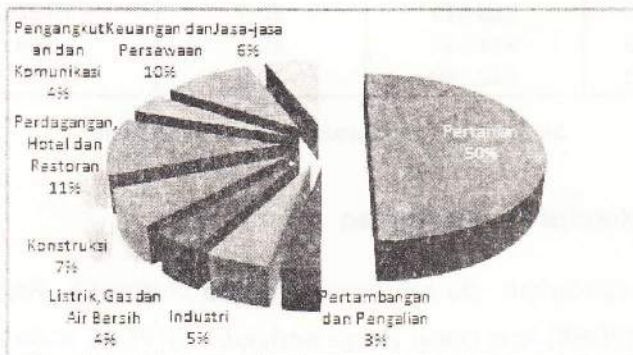 Pengangkut
an dan
Komunikasi
4%
Keuangan dan
Persewaan
10%
Jasa-jasa
6%
Pertanian
50%
Perdagangan,
Hotel dan
Restoran
11%
Konstruksi
7%
Listrik, Gas dan
Air Bersih
4%
Industri
5%
Pertambangan
dan Pengalian
3%